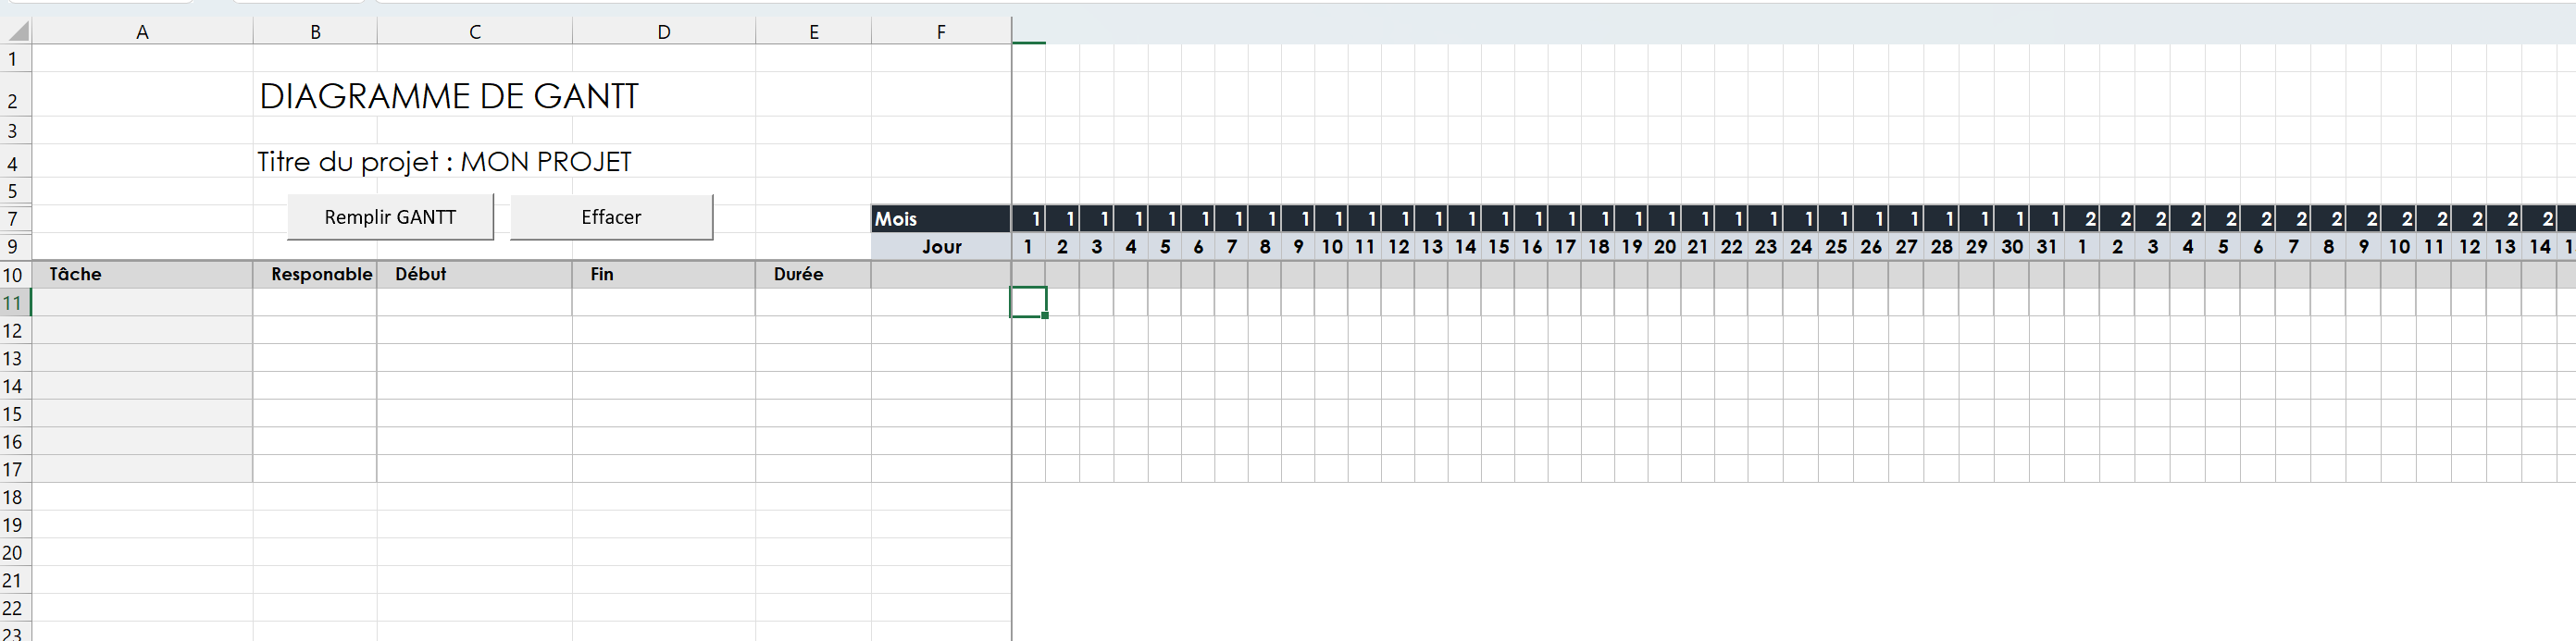 A B C D E F
1
2 DIAGRAMME DE GANTT
3
4 Titre du projet : MON PROJET
5
Remplir GANTT Effacer
7 Mois 1 1 1 1 1 1 1 1 1 1 1 1 1 1 1 1 1 1 1 1 1 1 1 1 1 1 1 1 1 1 1 2 2 2 2 2 2 2 2 2 2 2 2 2 2
9 Jour 1 2 3 4 5 6 7 8 9 10 11 12 13 14 15 16 17 18 19 20 21 22 23 24 25 26 27 28 29 30 31 1 2 3 4 5 6 7 8 9 10 11 12 13 14
10 Tâche Responable Début Fin Durée
11
12
13
14
15
16
17
18
19
20
21
22
23